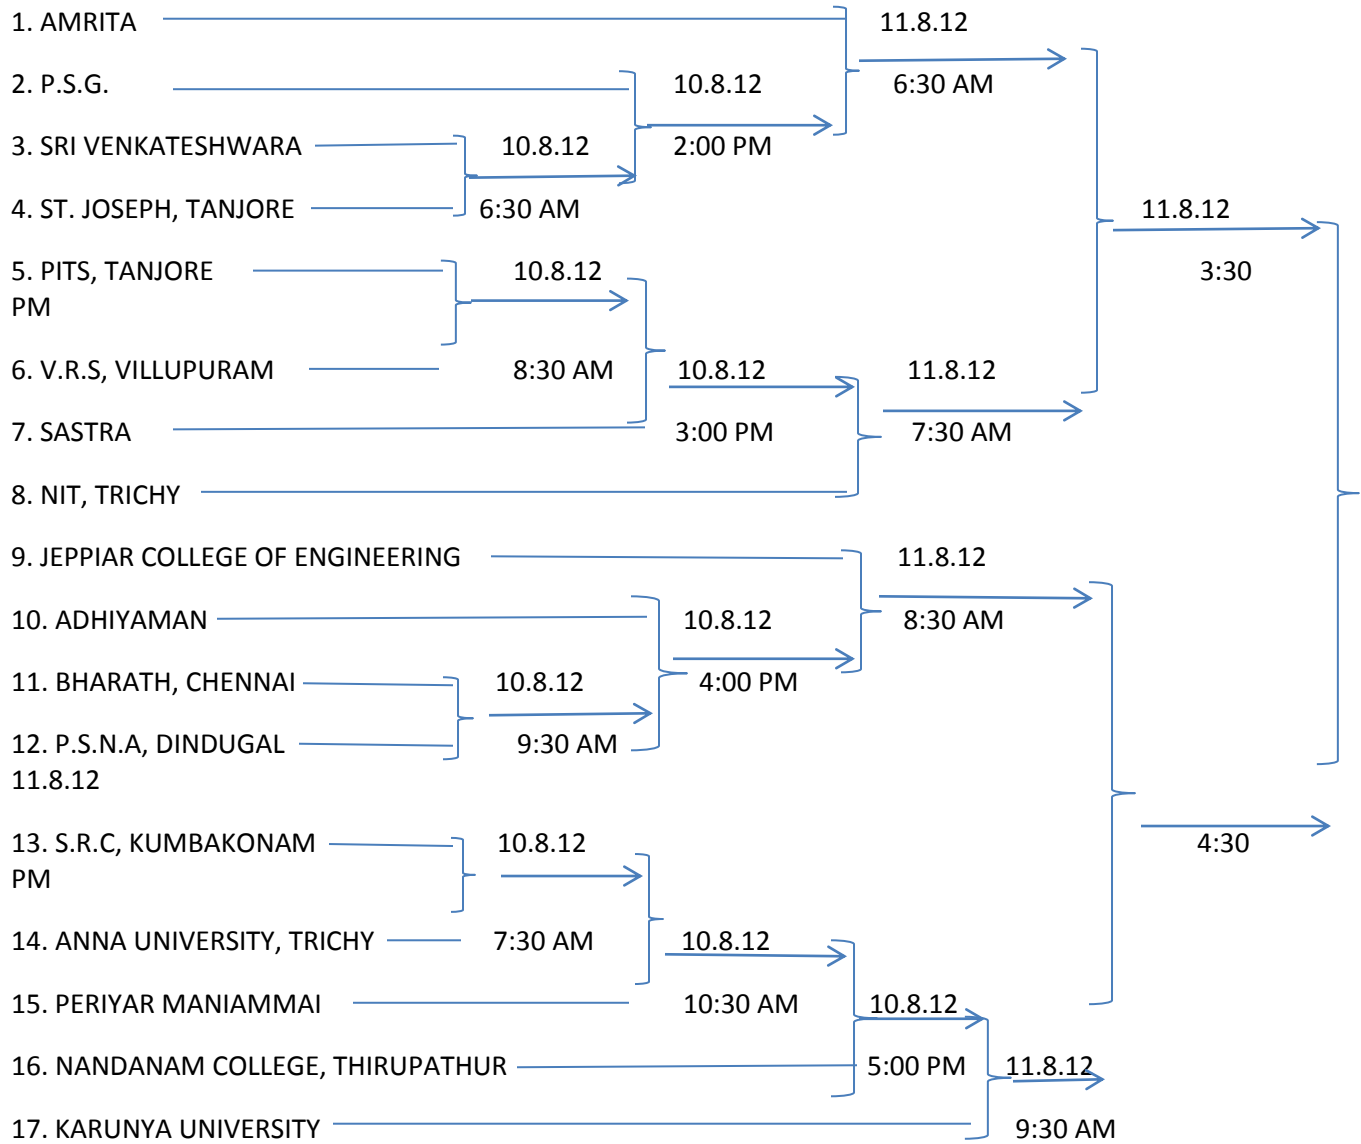 1. AMRITA 11.8.12
2. P.S.G. 10.8.12 6:30 AM
3. SRI VENKATESHWARA 10.8.12 2:00 PM
4. ST. JOSEPH, TANJORE 6:30 AM 11.8.12
5. PITS, TANJORE 10.8.12 3:30
PM
6. V.R.S, VILLUPURAM 8:30 AM 10.8.12 11.8.12
7. SASTRA 3:00 PM 7:30 AM
8. NIT, TRICHY
9. JEPPIAR COLLEGE OF ENGINEERING 11.8.12
10. ADHIYAMAN 10.8.12 8:30 AM
11. BHARATH, CHENNAI 10.8.12 4:00 PM
12. P.S.N.A, DINDUGAL 9:30 AM
11.8.12
13. S.R.C, KUMBAKONAM 10.8.12 4:30
PM
14. ANNA UNIVERSITY, TRICHY 7:30 AM 10.8.12
15. PERIYAR MANIAMMAI 10:30 AM 10.8.12
16. NANDANAM COLLEGE, THIRUPATHUR 5:00 PM 11.8.12
17. KARUNYA UNIVERSITY 9:30 AM